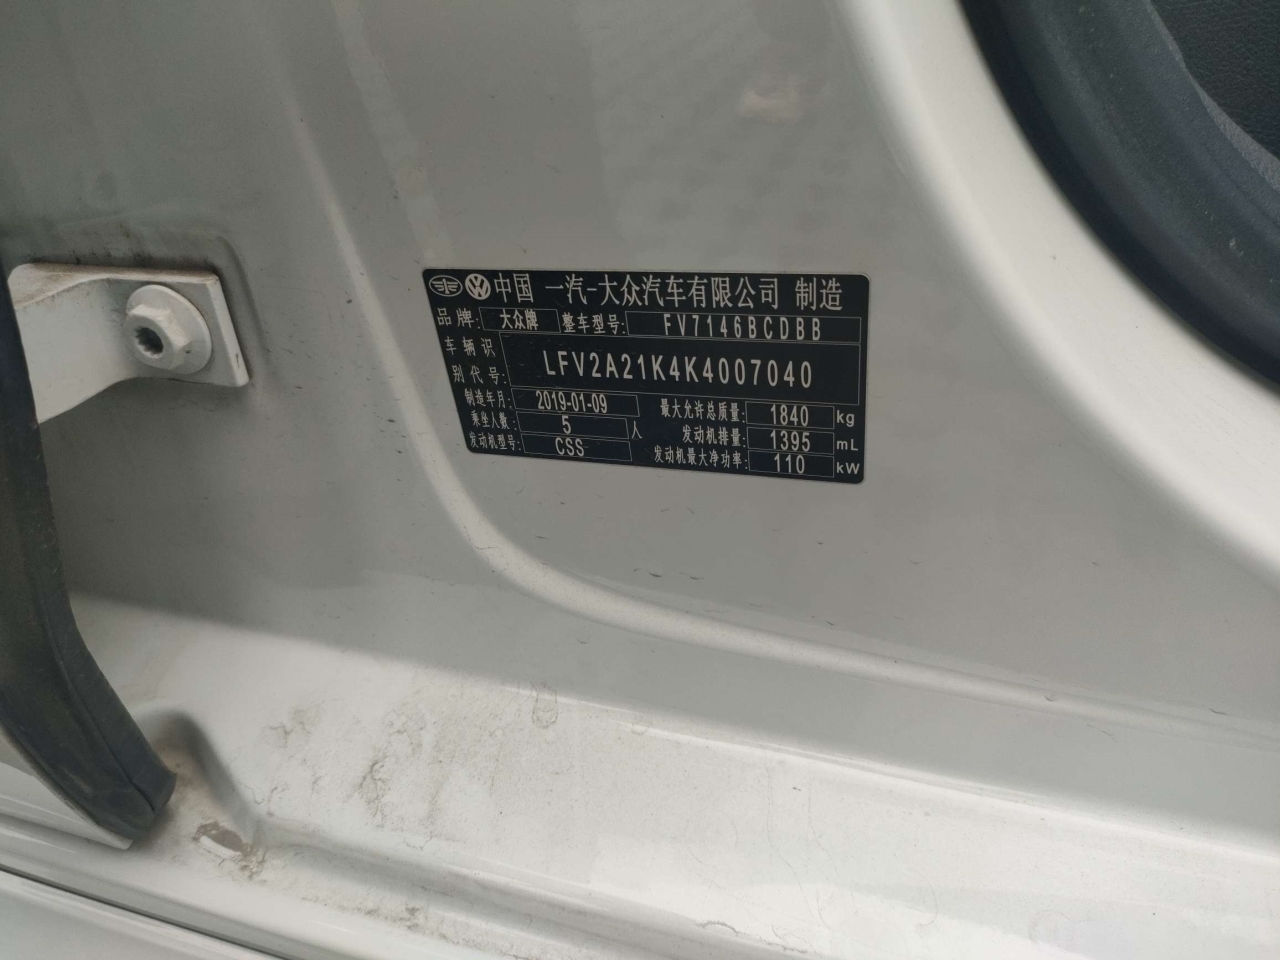 中国 一汽-大众汽车有限公司 制造
品牌: 大众牌 整车型号: FV7146BCDBB
车辆识别代号: LFV2A21K4K4007040
制造年月: 2019-01-09 最大允许总质量: 1840 kg
乘坐人数: 5 人 发动机排量: 1395 mL
发动机型号: CSS 发动机最大净功率: 110 kW